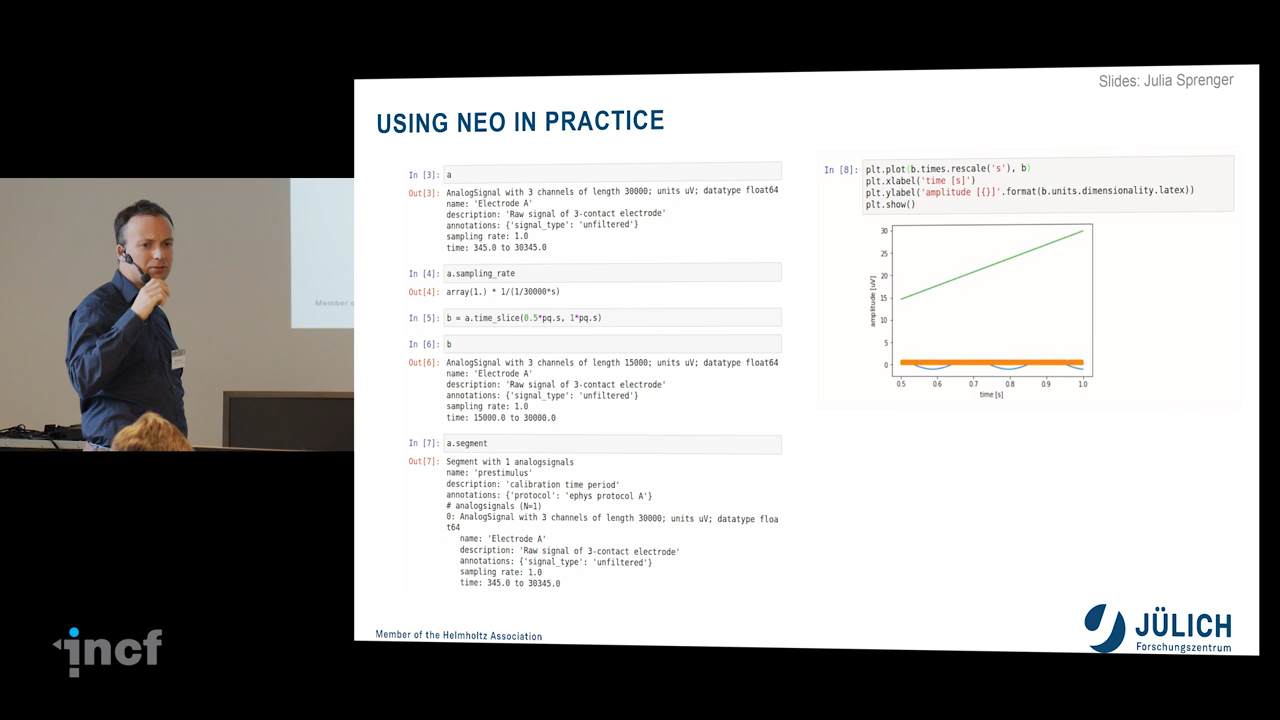 Slides: Julia Sprenger
USING NEO IN PRACTICE
In [3]: a
Out[3]: AnalogSignal with 3 channels of length 30000; units uV; datatype float64
name: 'Electrode A'
description: 'Raw signal of 3-contact electrode'
annotations: {'signal_type': 'unfiltered'}
sampling rate: 1.0
time: 345.0 to 30345.0
In [4]: a.sampling_rate
Out[4]: array(1.) * 1/(1/30000*s)
In [5]: b = a.time_slice(0.5*pq.s, 1*pq.s)
In [6]: b
Out[6]: AnalogSignal with 3 channels of length 15000; units uV; datatype float64
name: 'Electrode A'
description: 'Raw signal of 3-contact electrode'
annotations: {'signal_type': 'unfiltered'}
sampling rate: 1.0
time: 15000.0 to 30000.0
In [7]: a.segment
Out[7]: Segment with 1 analogsignals
name: 'prestimulus'
description: 'calibration time period'
annotations: {'protocol': 'ephys protocol A'}
# analogsignals (N=1)
0: AnalogSignal with 3 channels of length 30000; units uV; datatype floa
t64
name: 'Electrode A'
description: 'Raw signal of 3-contact electrode'
annotations: {'signal_type': 'unfiltered'}
sampling rate: 1.0
time: 345.0 to 30345.0
In [8]: plt.plot(b.times.rescale('s'), b)
plt.xlabel('time [s]')
plt.ylabel('amplitude [{}]'.format(b.units.dimensionality.latex))
plt.show()
30
25
20
15
10
5
0
amplitude [uV]
0.5 0.6 0.7 0.8 0.9 1.0
time [s]
Member of the Helmholtz Association
JÜLICH
Forschungszentrum
Member o
incf